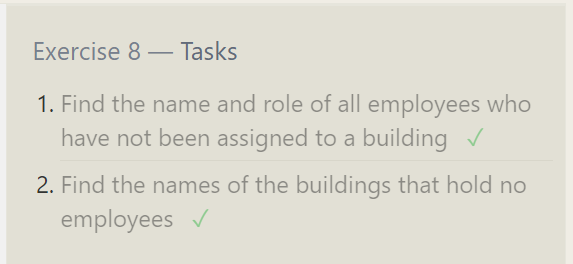 Exercise 8 — Tasks
1. Find the name and role of all employees who
have not been assigned to a building ✓
2. Find the names of the buildings that hold no
employees ✓